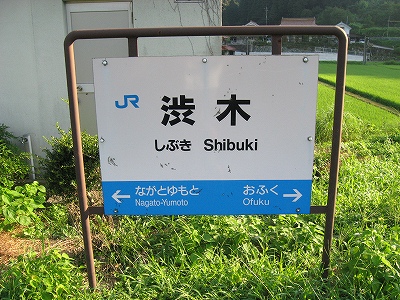 JR 渋木
しぶき Shibuki
← ながとゆもと おふく →
Nagato-Yumoto Ofuku